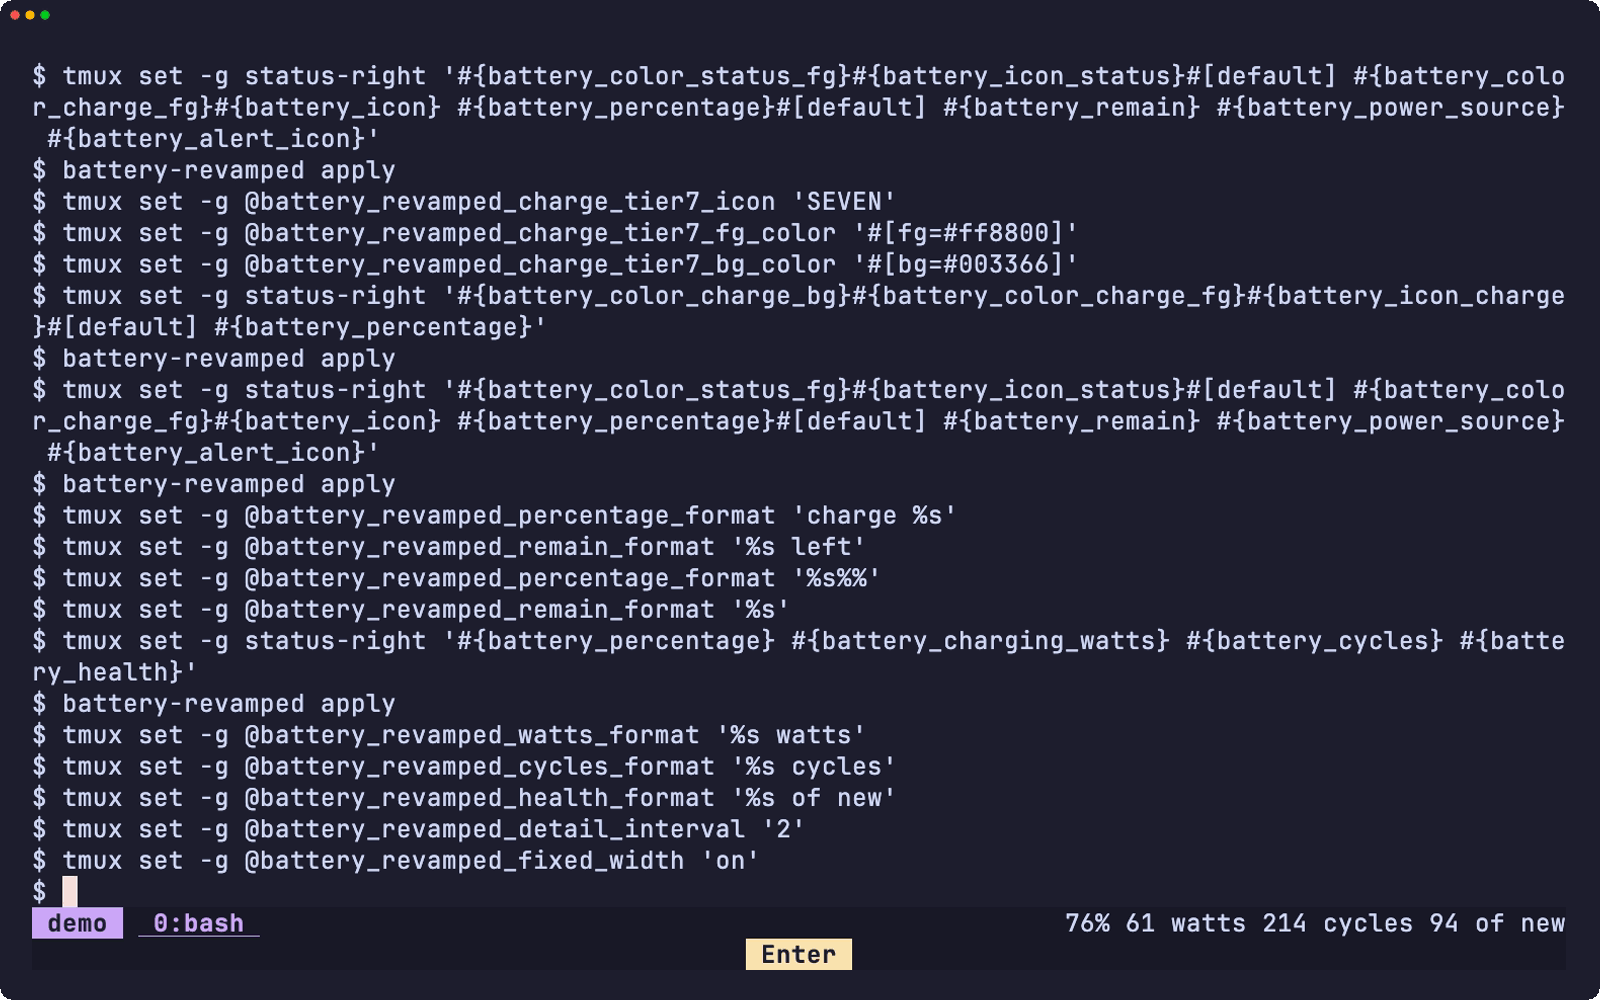 $ tmux set -g status-right '#{battery_color_status_fg}#{battery_icon_status}#[default] #{battery_colo
r_charge_fg}#{battery_icon} #{battery_percentage}#[default] #{battery_remain} #{battery_power_source}
 #{battery_alert_icon}'
$ battery-revamped apply
$ tmux set -g @battery_revamped_charge_tier7_icon 'SEVEN'
$ tmux set -g @battery_revamped_charge_tier7_fg_color '#[fg=#ff8800]'
$ tmux set -g @battery_revamped_charge_tier7_bg_color '#[bg=#003366]'
$ tmux set -g status-right '#{battery_color_charge_bg}#{battery_color_charge_fg}#{battery_icon_charge
}#[default] #{battery_percentage}'
$ battery-revamped apply
$ tmux set -g status-right '#{battery_color_status_fg}#{battery_icon_status}#[default] #{battery_colo
r_charge_fg}#{battery_icon} #{battery_percentage}#[default] #{battery_remain} #{battery_power_source}
 #{battery_alert_icon}'
$ battery-revamped apply
$ tmux set -g @battery_revamped_percentage_format 'charge %s'
$ tmux set -g @battery_revamped_remain_format '%s left'
$ tmux set -g @battery_revamped_percentage_format '%s%%'
$ tmux set -g @battery_revamped_remain_format '%s'
$ tmux set -g status-right '#{battery_percentage} #{battery_charging_watts} #{battery_cycles} #{batte
ry_health}'
$ battery-revamped apply
$ tmux set -g @battery_revamped_watts_format '%s watts'
$ tmux set -g @battery_revamped_cycles_format '%s cycles'
$ tmux set -g @battery_revamped_health_format '%s of new'
$ tmux set -g @battery_revamped_detail_interval '2'
$ tmux set -g @battery_revamped_fixed_width 'on'
$
demo 0:bash 76% 61 watts 214 cycles 94 of new
Enter